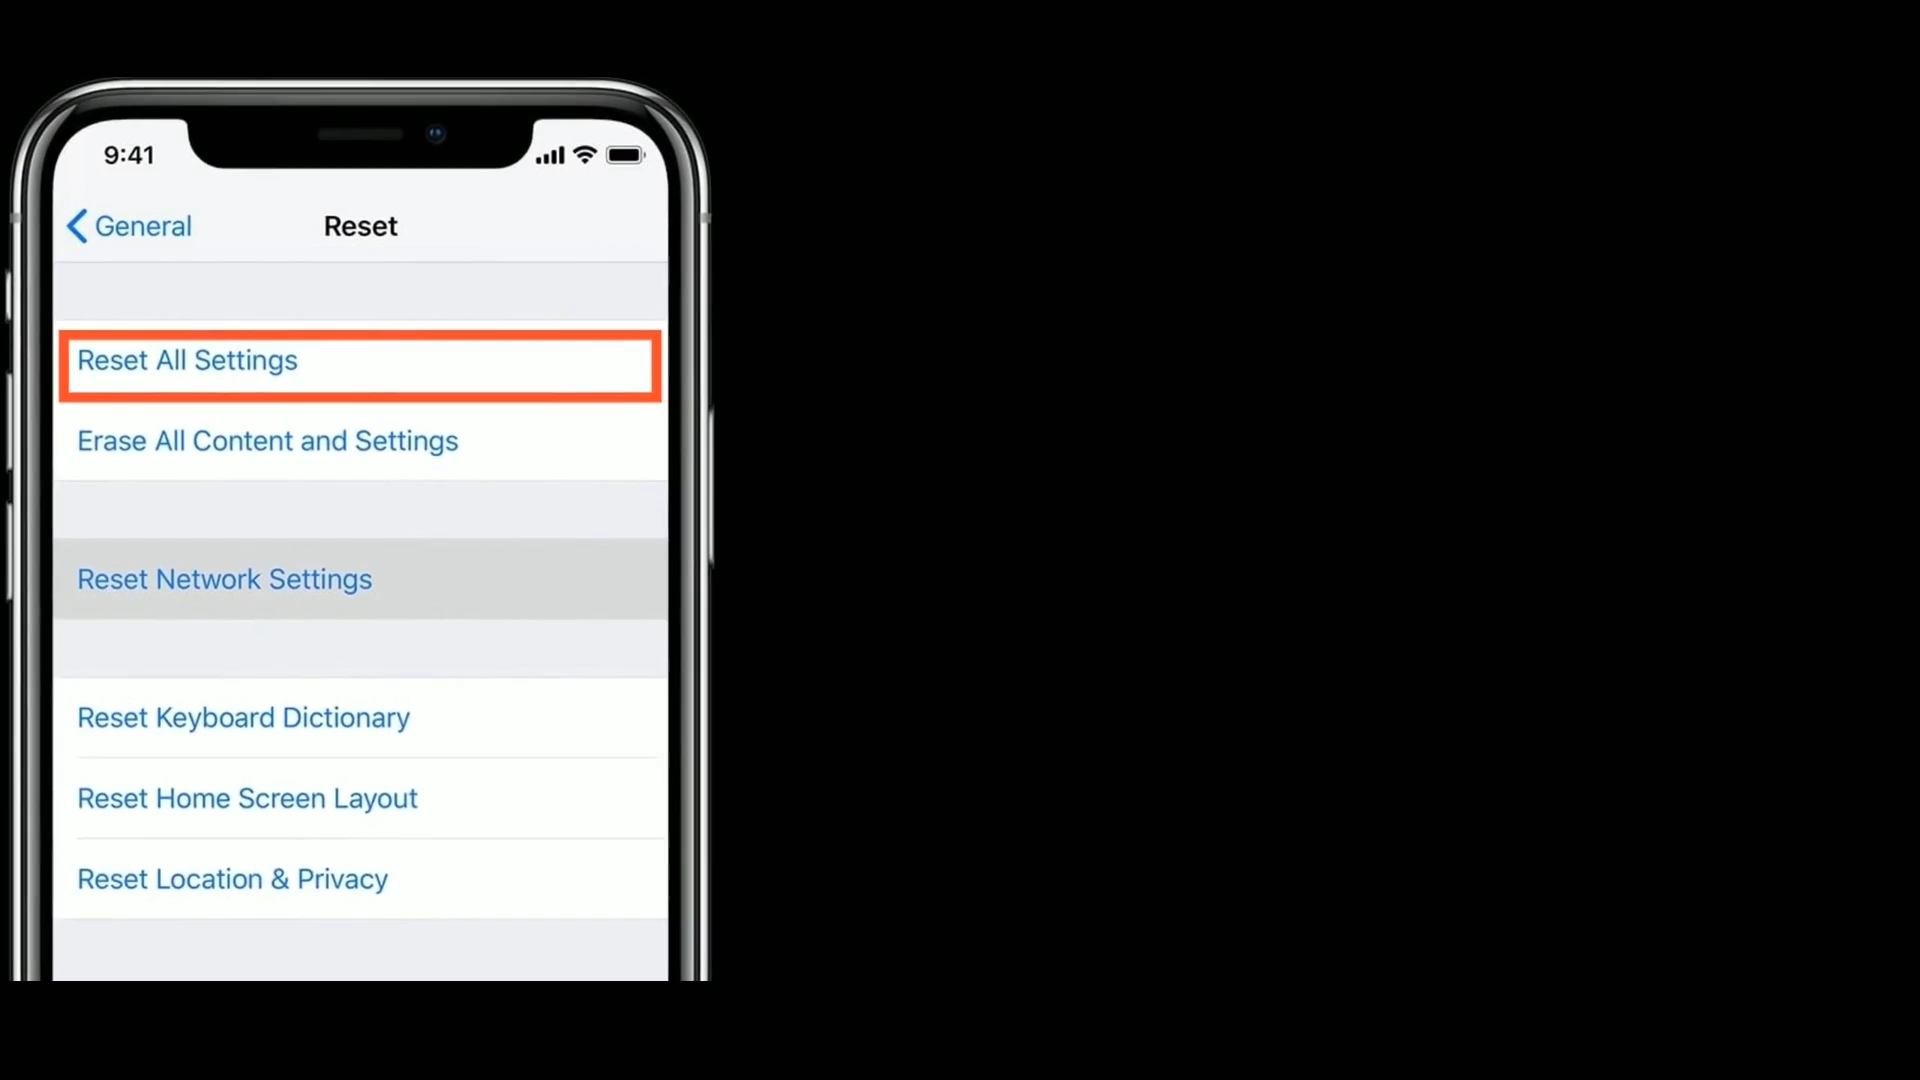 9:41
General
Reset
Reset All Settings
Erase All Content and Settings
Reset Network Settings
Reset Keyboard Dictionary
Reset Home Screen Layout
Reset Location & Privacy